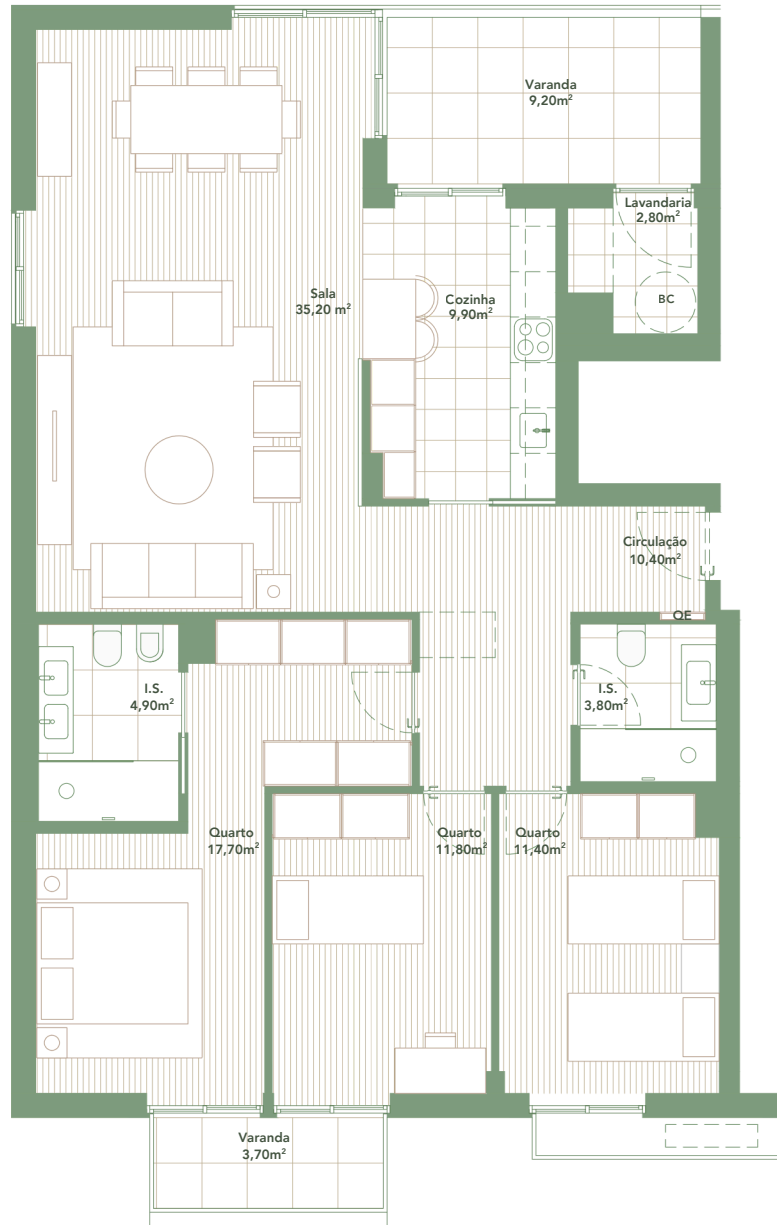 Varanda
9,20m²
Lavandaria
2,80m²
BC
Sala
35,20 m²
Cozinha
9,90m²
Circulação
10,40m²
QE
I.S.
4,90m²
I.S.
3,80m²
Quarto
17,70m²
Quarto
11,80m²
Quarto
11,40m²
Varanda
3,70m²